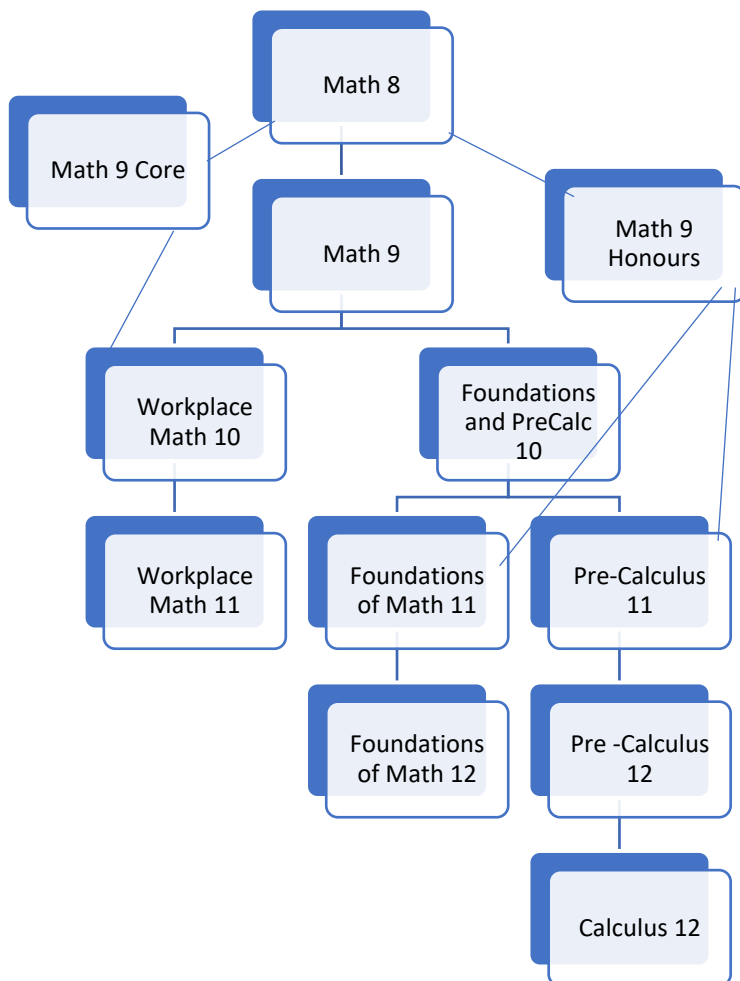 Math 8
Math 9 Core
Math 9
Math 9
Honours
Workplace
Math 10
Foundations
and PreCalc
10
Workplace
Math 11
Foundations
of Math 11
Pre-Calculus
11
Foundations
of Math 12
Pre -Calculus
12
Calculus 12